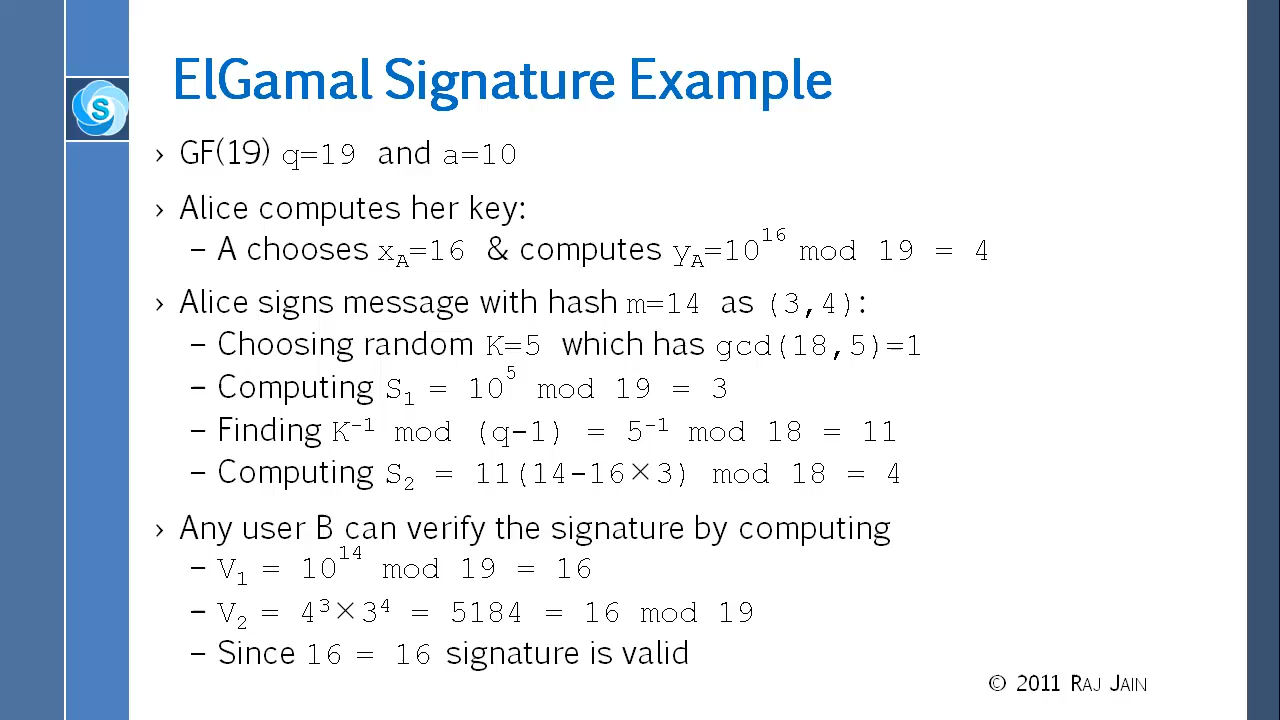 ElGamal Signature Example
S
› GF(19) q=19 and a=10
› Alice computes her key:
– A chooses x_A=16 & computes y_A=10^16 mod 19 = 4
› Alice signs message with hash m=14 as (3,4):
– Choosing random K=5 which has gcd(18,5)=1
– Computing S_1 = 10^5 mod 19 = 3
– Finding K^-1 mod (q-1) = 5^-1 mod 18 = 11
– Computing S_2 = 11(14-16×3) mod 18 = 4
› Any user B can verify the signature by computing
– V_1 = 10^14 mod 19 = 16
– V_2 = 4^3×3^4 = 5184 = 16 mod 19
– Since 16 = 16 signature is valid
© 2011 RAJ JAIN